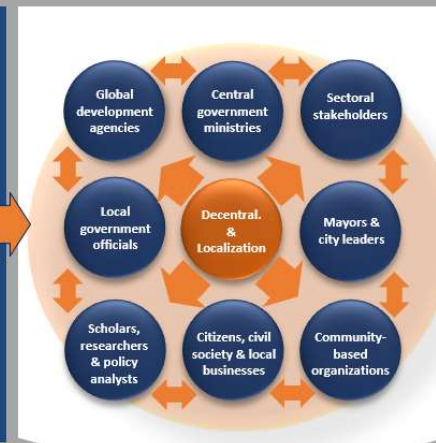 Global
development
agencies
Central
government
ministries
Sectoral
stakeholders
Local
government
officials
Decentral.
&
Localization
Mayors &
city leaders
Scholars,
researchers
& policy
analysts
Citizens, civil
society & local
businesses
Community-
based
organizations